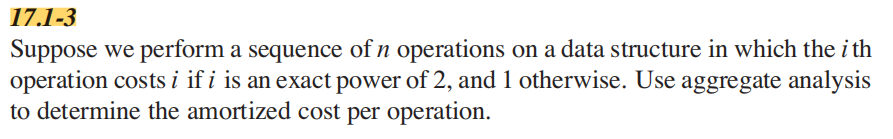 17.1-3
Suppose we perform a sequence of n operations on a data structure in which the i th
operation costs i if i is an exact power of 2, and 1 otherwise. Use aggregate analysis
to determine the amortized cost per operation.